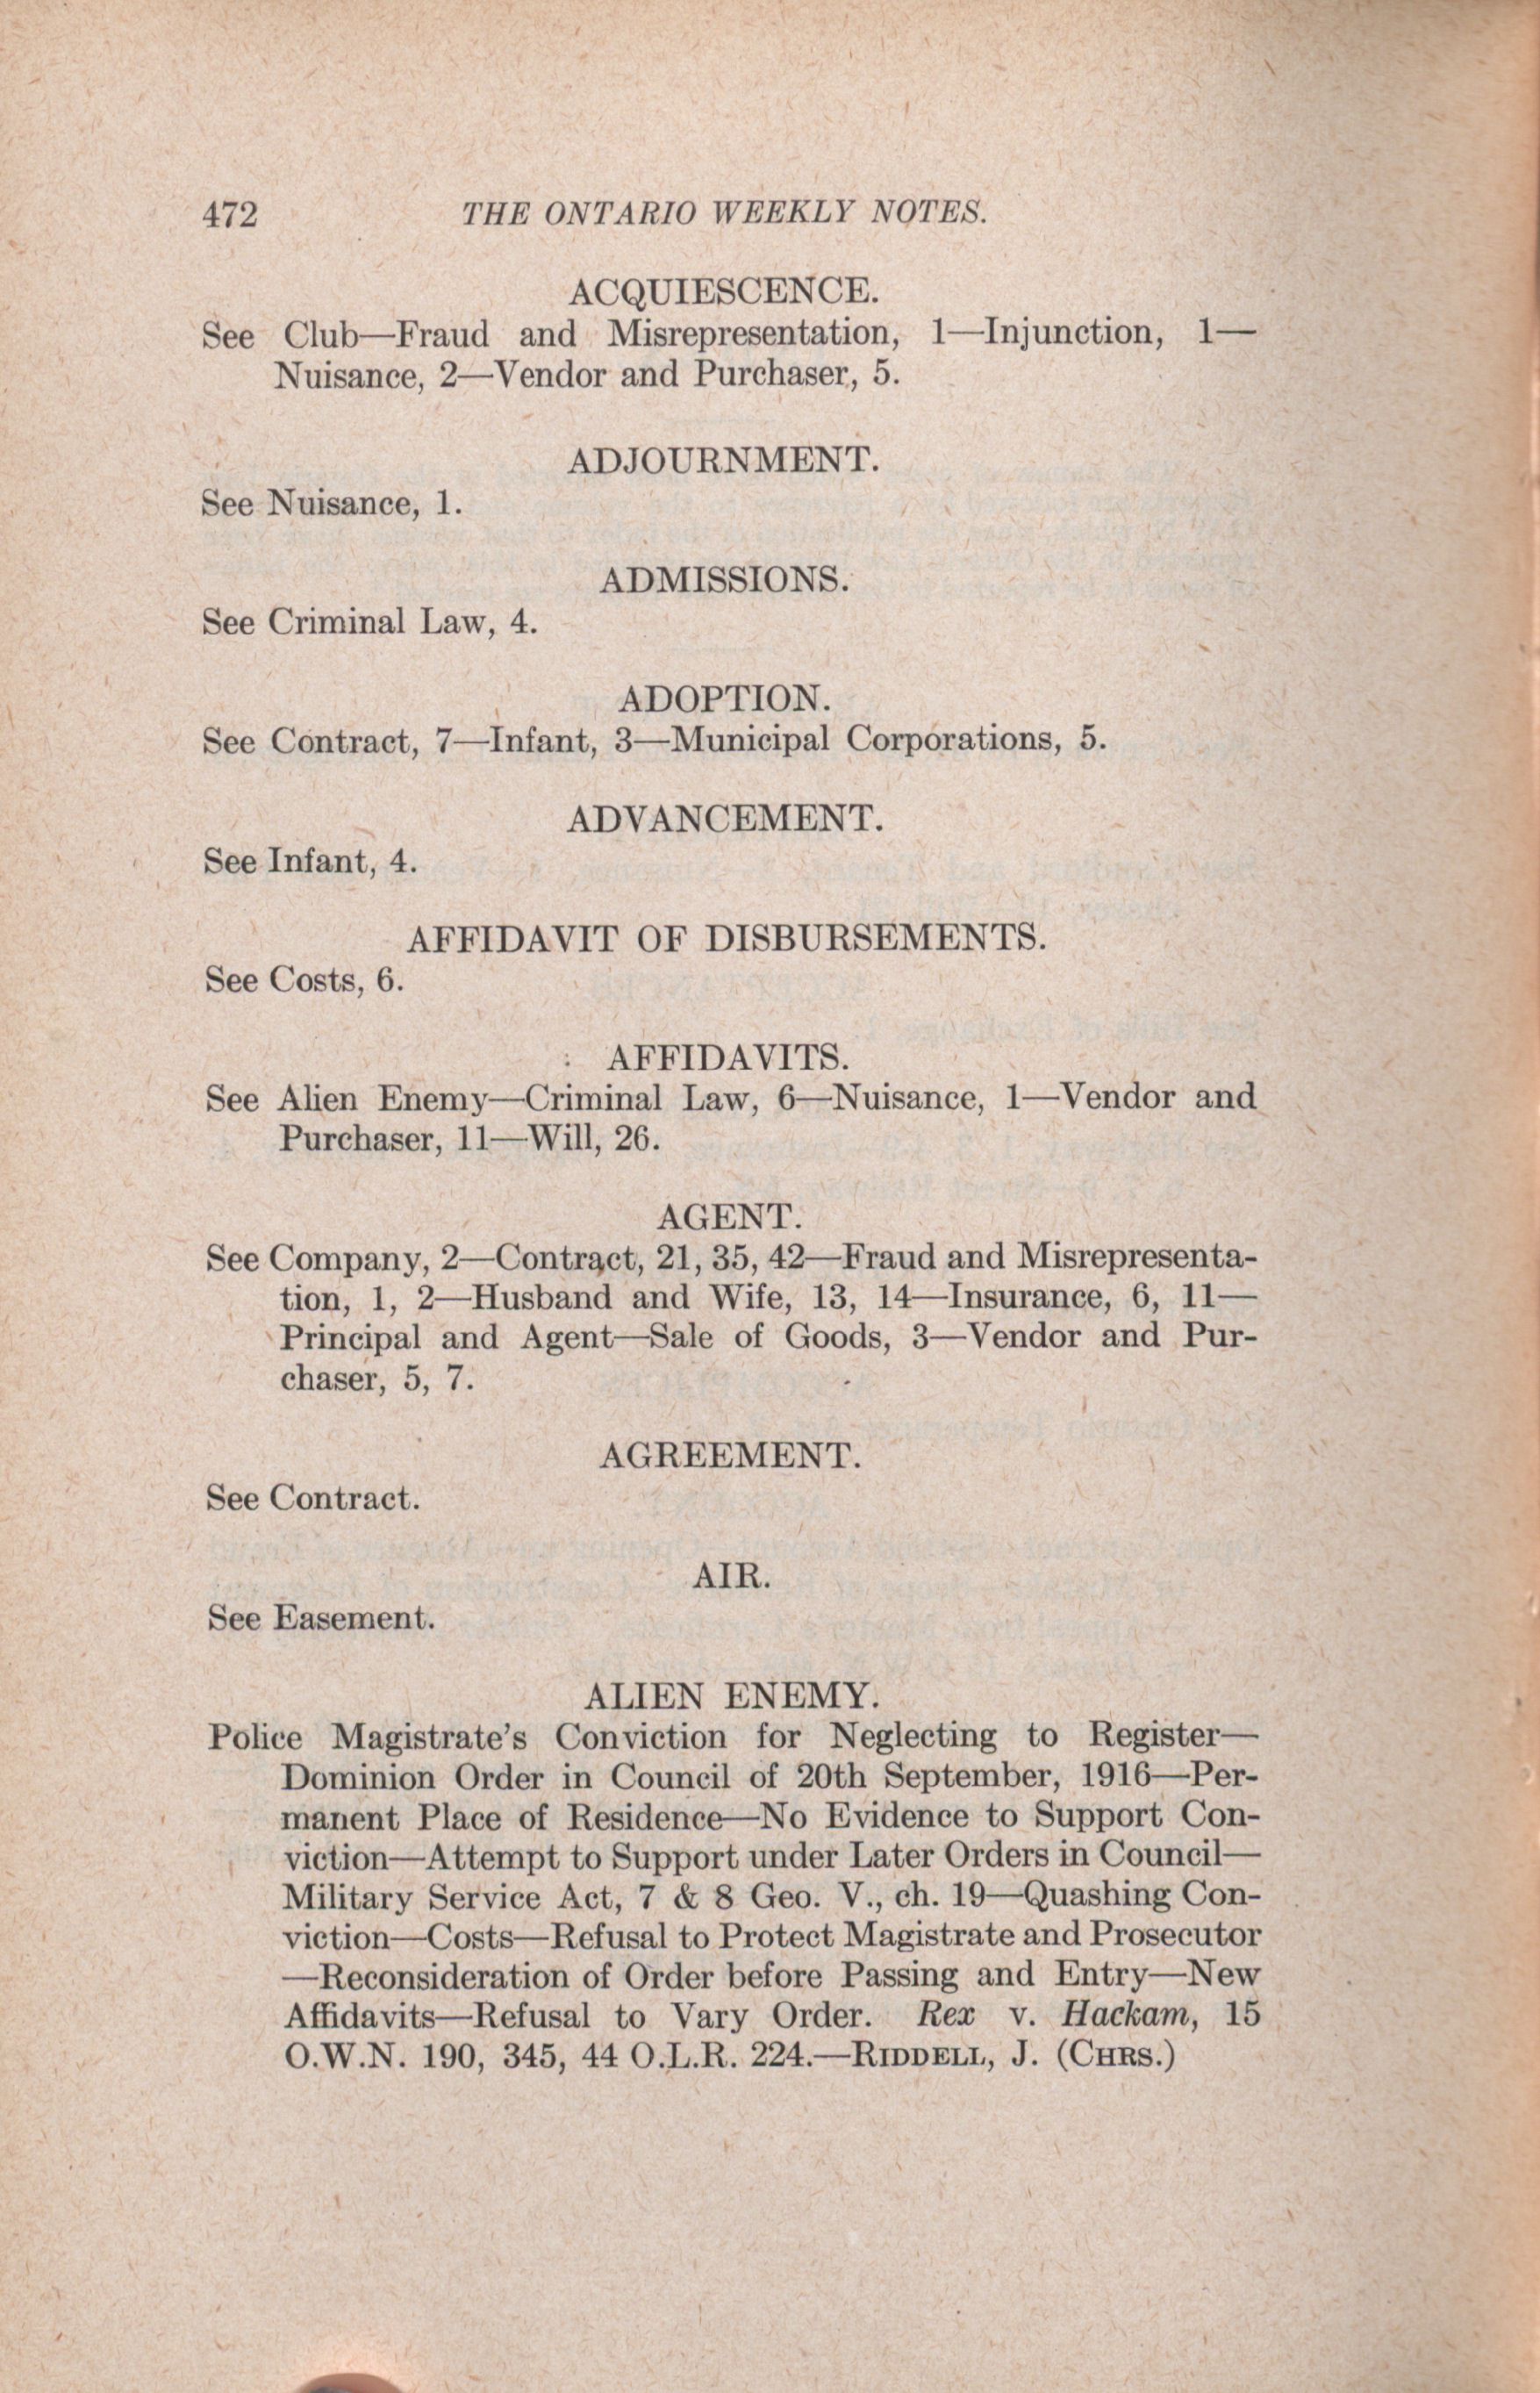 472 THE ONTARIO WEEKLY NOTES.
ACQUIESCENCE.
See Club—Fraud and Misrepresentation, 1—Injunction, 1—
Nuisance, 2—Vendor and Purchaser, 5.
ADJOURNMENT.
See Nuisance, 1.
ADMISSIONS.
See Criminal Law, 4.
ADOPTION.
See Contract, 7—Infant, 3—Municipal Corporations, 5.
ADVANCEMENT.
See Infant, 4.
AFFIDAVIT OF DISBURSEMENTS.
See Costs, 6.
AFFIDAVITS.
See Alien Enemy—Criminal Law, 6—Nuisance, 1—Vendor and
Purchaser, 11—Will, 26.
AGENT.
See Company, 2—Contract, 21, 35, 42—Fraud and Misrepresenta-
tion, 1, 2—Husband and Wife, 13, 14—Insurance, 6, 11—
Principal and Agent—Sale of Goods, 3—Vendor and Pur-
chaser, 5, 7.
AGREEMENT.
See Contract.
AIR.
See Easement.
ALIEN ENEMY.
Police Magistrate's Conviction for Neglecting to Register—
Dominion Order in Council of 20th September, 1916—Per-
manent Place of Residence—No Evidence to Support Con-
viction—Attempt to Support under Later Orders in Council—
Military Service Act, 7 & 8 Geo. V., ch. 19—Quashing Con-
viction—Costs—Refusal to Protect Magistrate and Prosecutor
—Reconsideration of Order before Passing and Entry—New
Affidavits—Refusal to Vary Order. Rex v. Hackam, 15
O.W.N. 190, 345, 44 O.L.R. 224.—RIDDELL, J. (CHRS.)